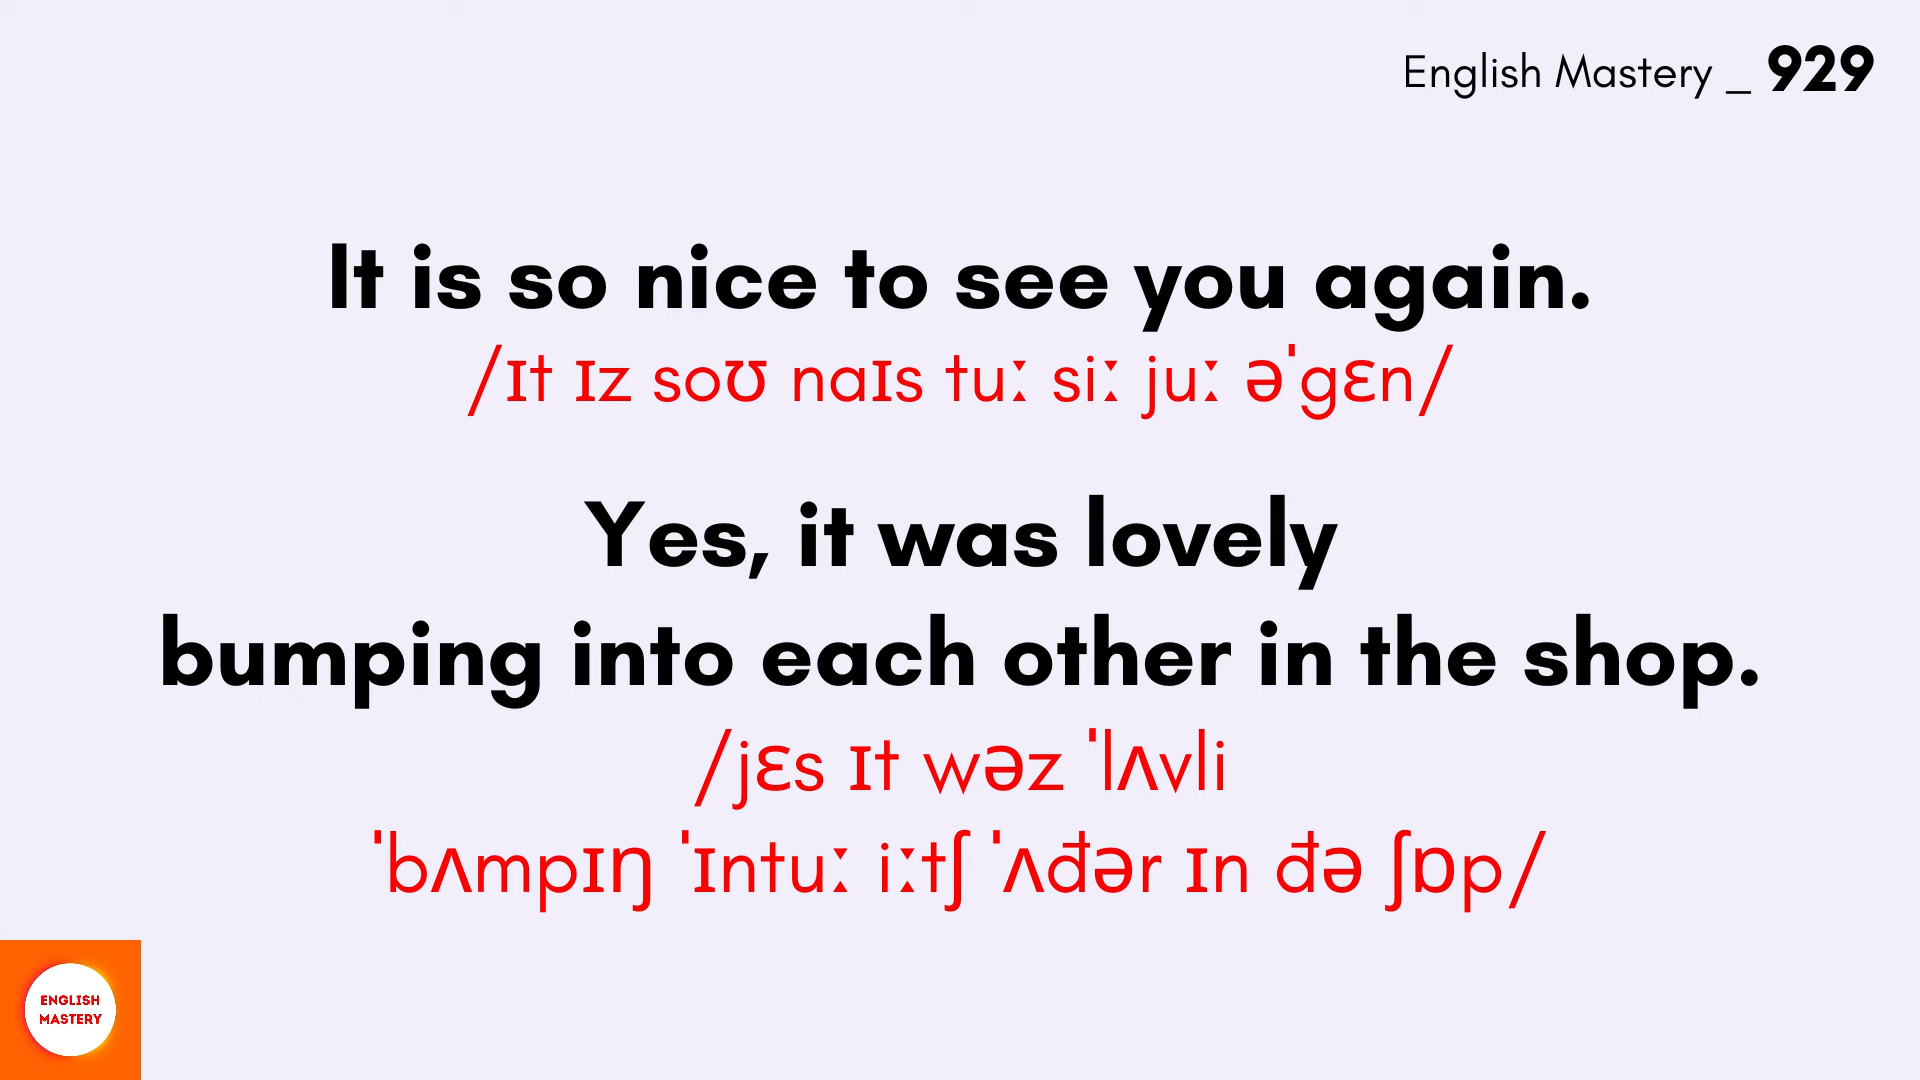 English Mastery _ 929
It is so nice to see you again.
/ɪt ɪz soʊ naɪs tuː siː juː əˈgɛn/
Yes, it was lovely
bumping into each other in the shop.
/jɛs ɪt wəz ˈlʌvli
ˈbʌmpɪŋ ˈɪntuː iːtʃ ˈʌđər ɪn đə ʃɒp/
ENGLISH
MASTERY